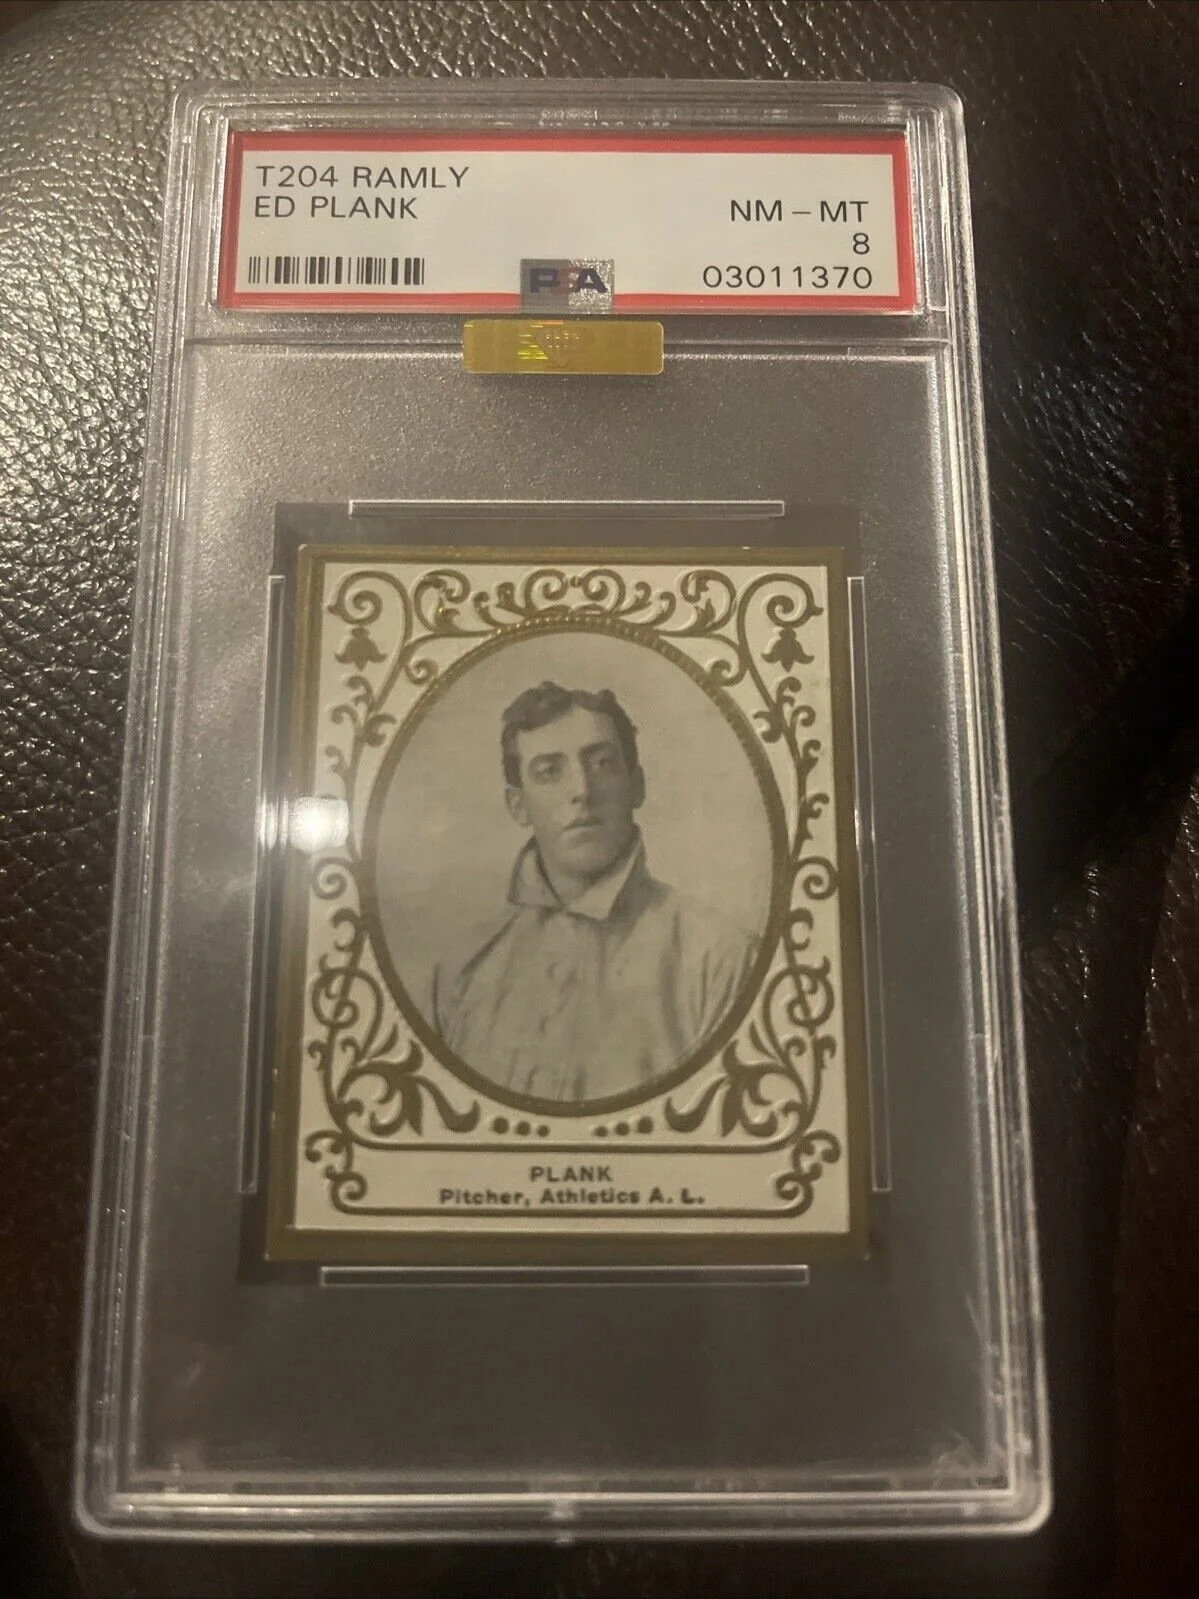 T204 RAMLY
ED PLANK
NM - MT
8
PSA
03011370
PLANK
Pitcher, Athletics A. L.